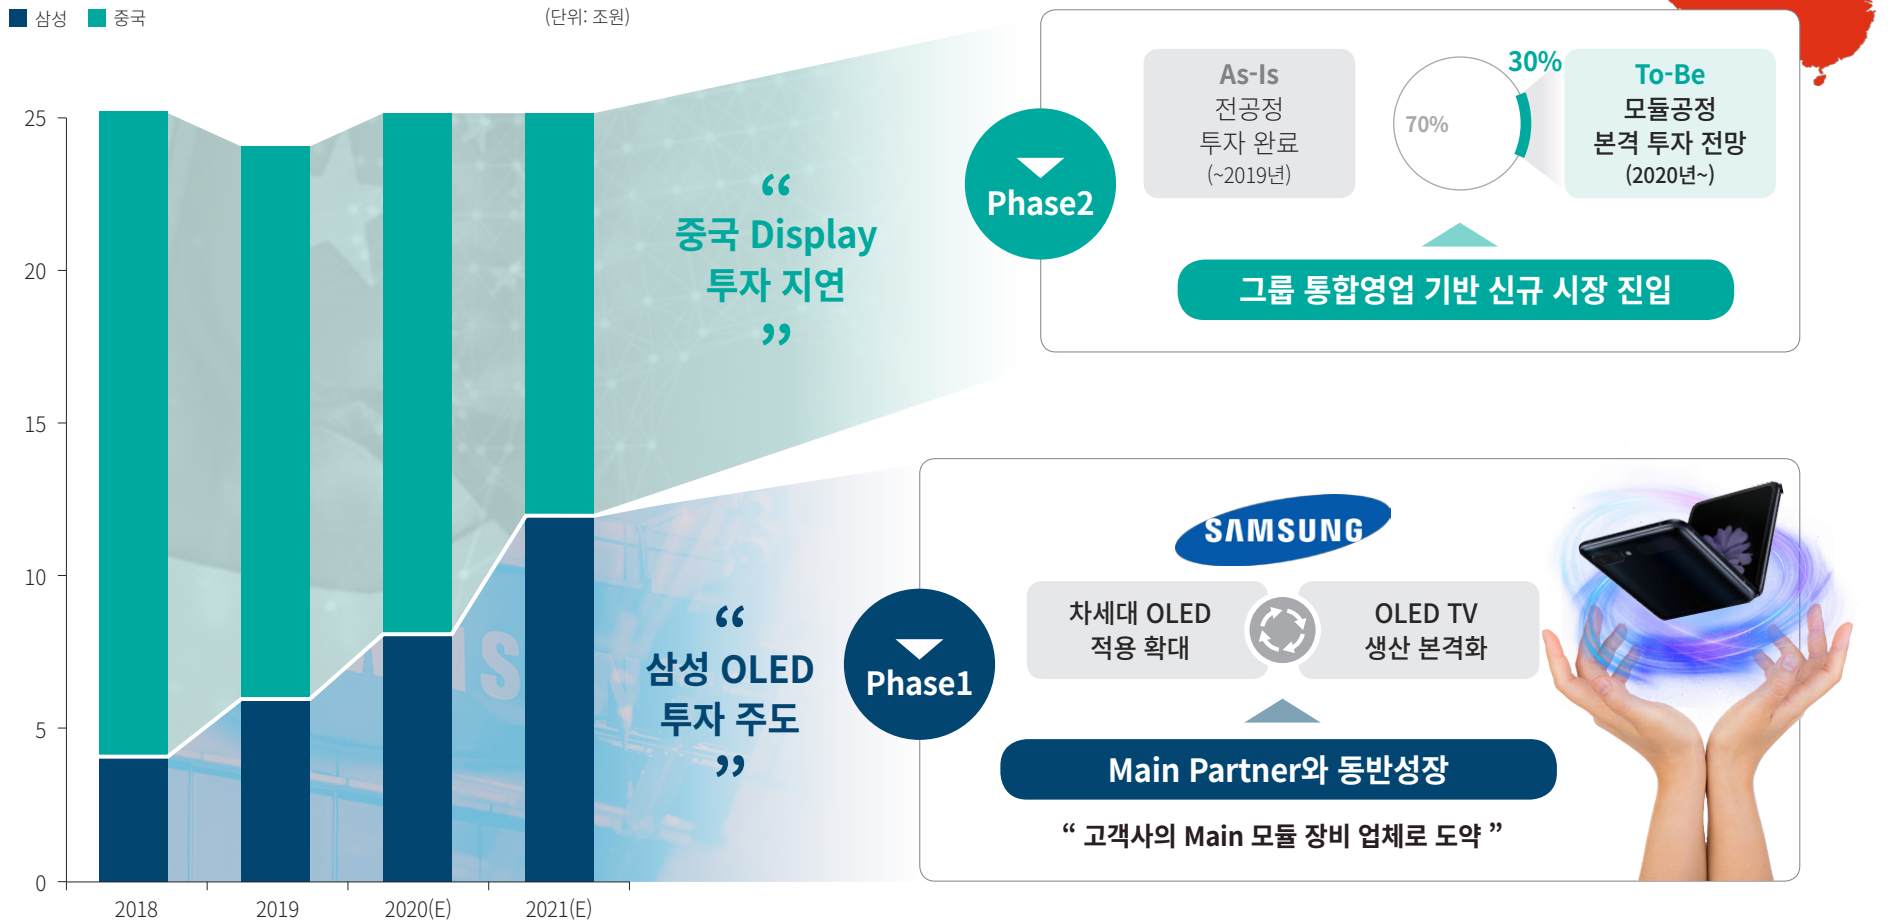 삼성 중국
(단위: 조원)
25
20
15
10
5
0
2018 2019 2020(E) 2021(E)
“
중국 Display
투자 지연
”
“
삼성 OLED
투자 주도
”
Phase2
As-Is
전공정
투자 완료
(~2019년)
70%
30%
To-Be
모듈공정
본격 투자 전망
(2020년~)
그룹 통합영업 기반 신규 시장 진입
Phase1
SAMSUNG
차세대 OLED
적용 확대
OLED TV
생산 본격화
Main Partner와 동반성장
“ 고객사의 Main 모듈 장비 업체로 도약 ”